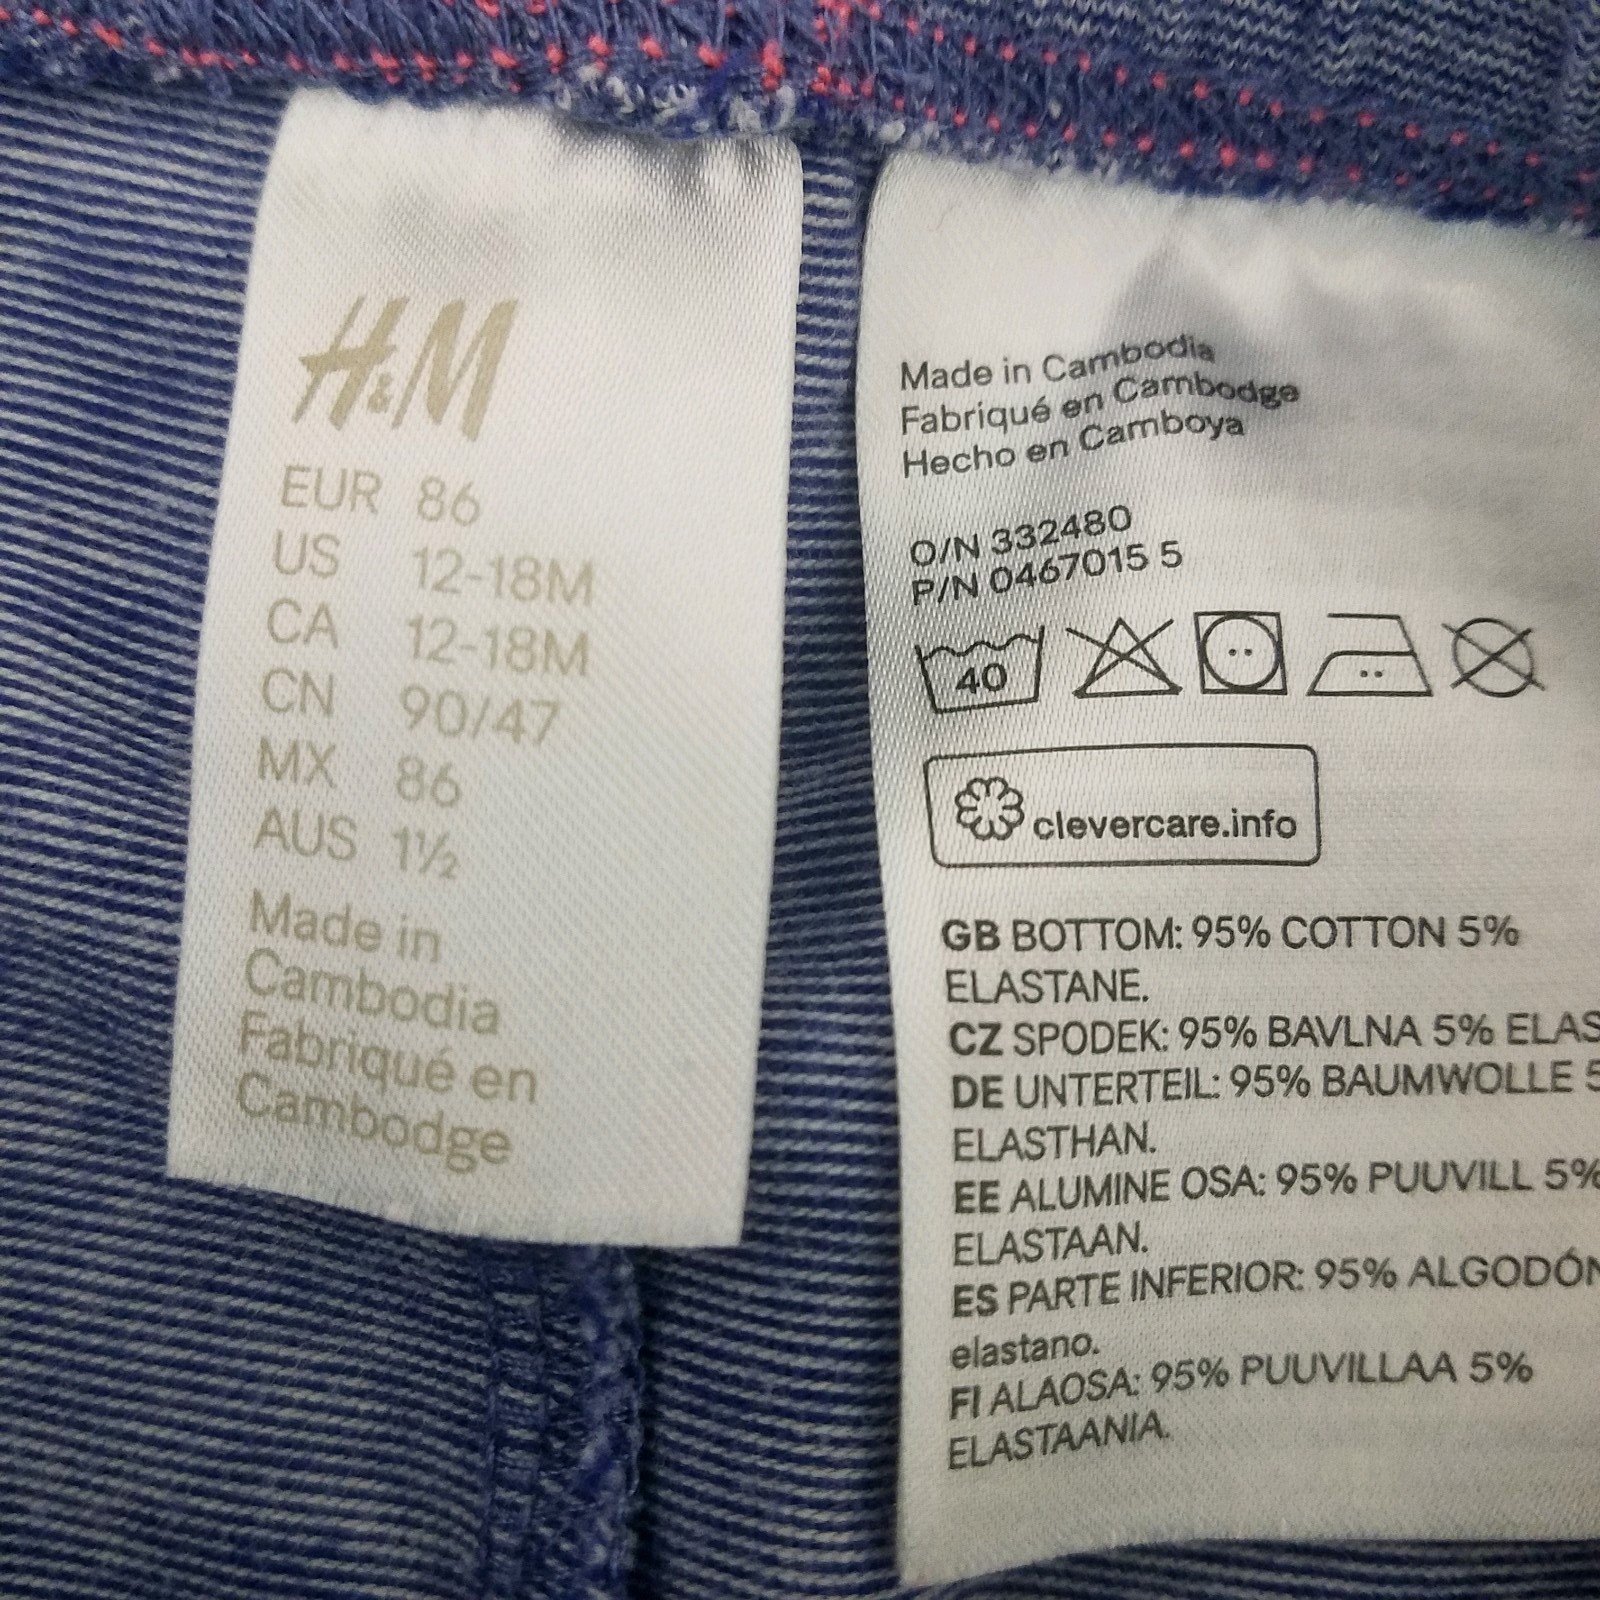 H&M
EUR 86
US 12-18M
CA 12-18M
CN 90/47
MX 86
AUS 1½
Made in
Cambodia
Fabriqué en
Cambodge
Made in Cambodia
Fabriqué en Cambodge
Hecho en Camboya
O/N 332480
P/N 0467015 5
40
clevercare.info
GB BOTTOM: 95% COTTON 5%
ELASTANE.
CZ SPODEK: 95% BAVLNA 5% ELAS
DE UNTERTEIL: 95% BAUMWOLLE 5
ELASTHAN.
EE ALUMINE OSA: 95% PUUVILL 5%
ELASTAAN.
ES PARTE INFERIOR: 95% ALGODÓN
elastano.
FI ALAOSA: 95% PUUVILLAA 5%
ELASTAANIA.